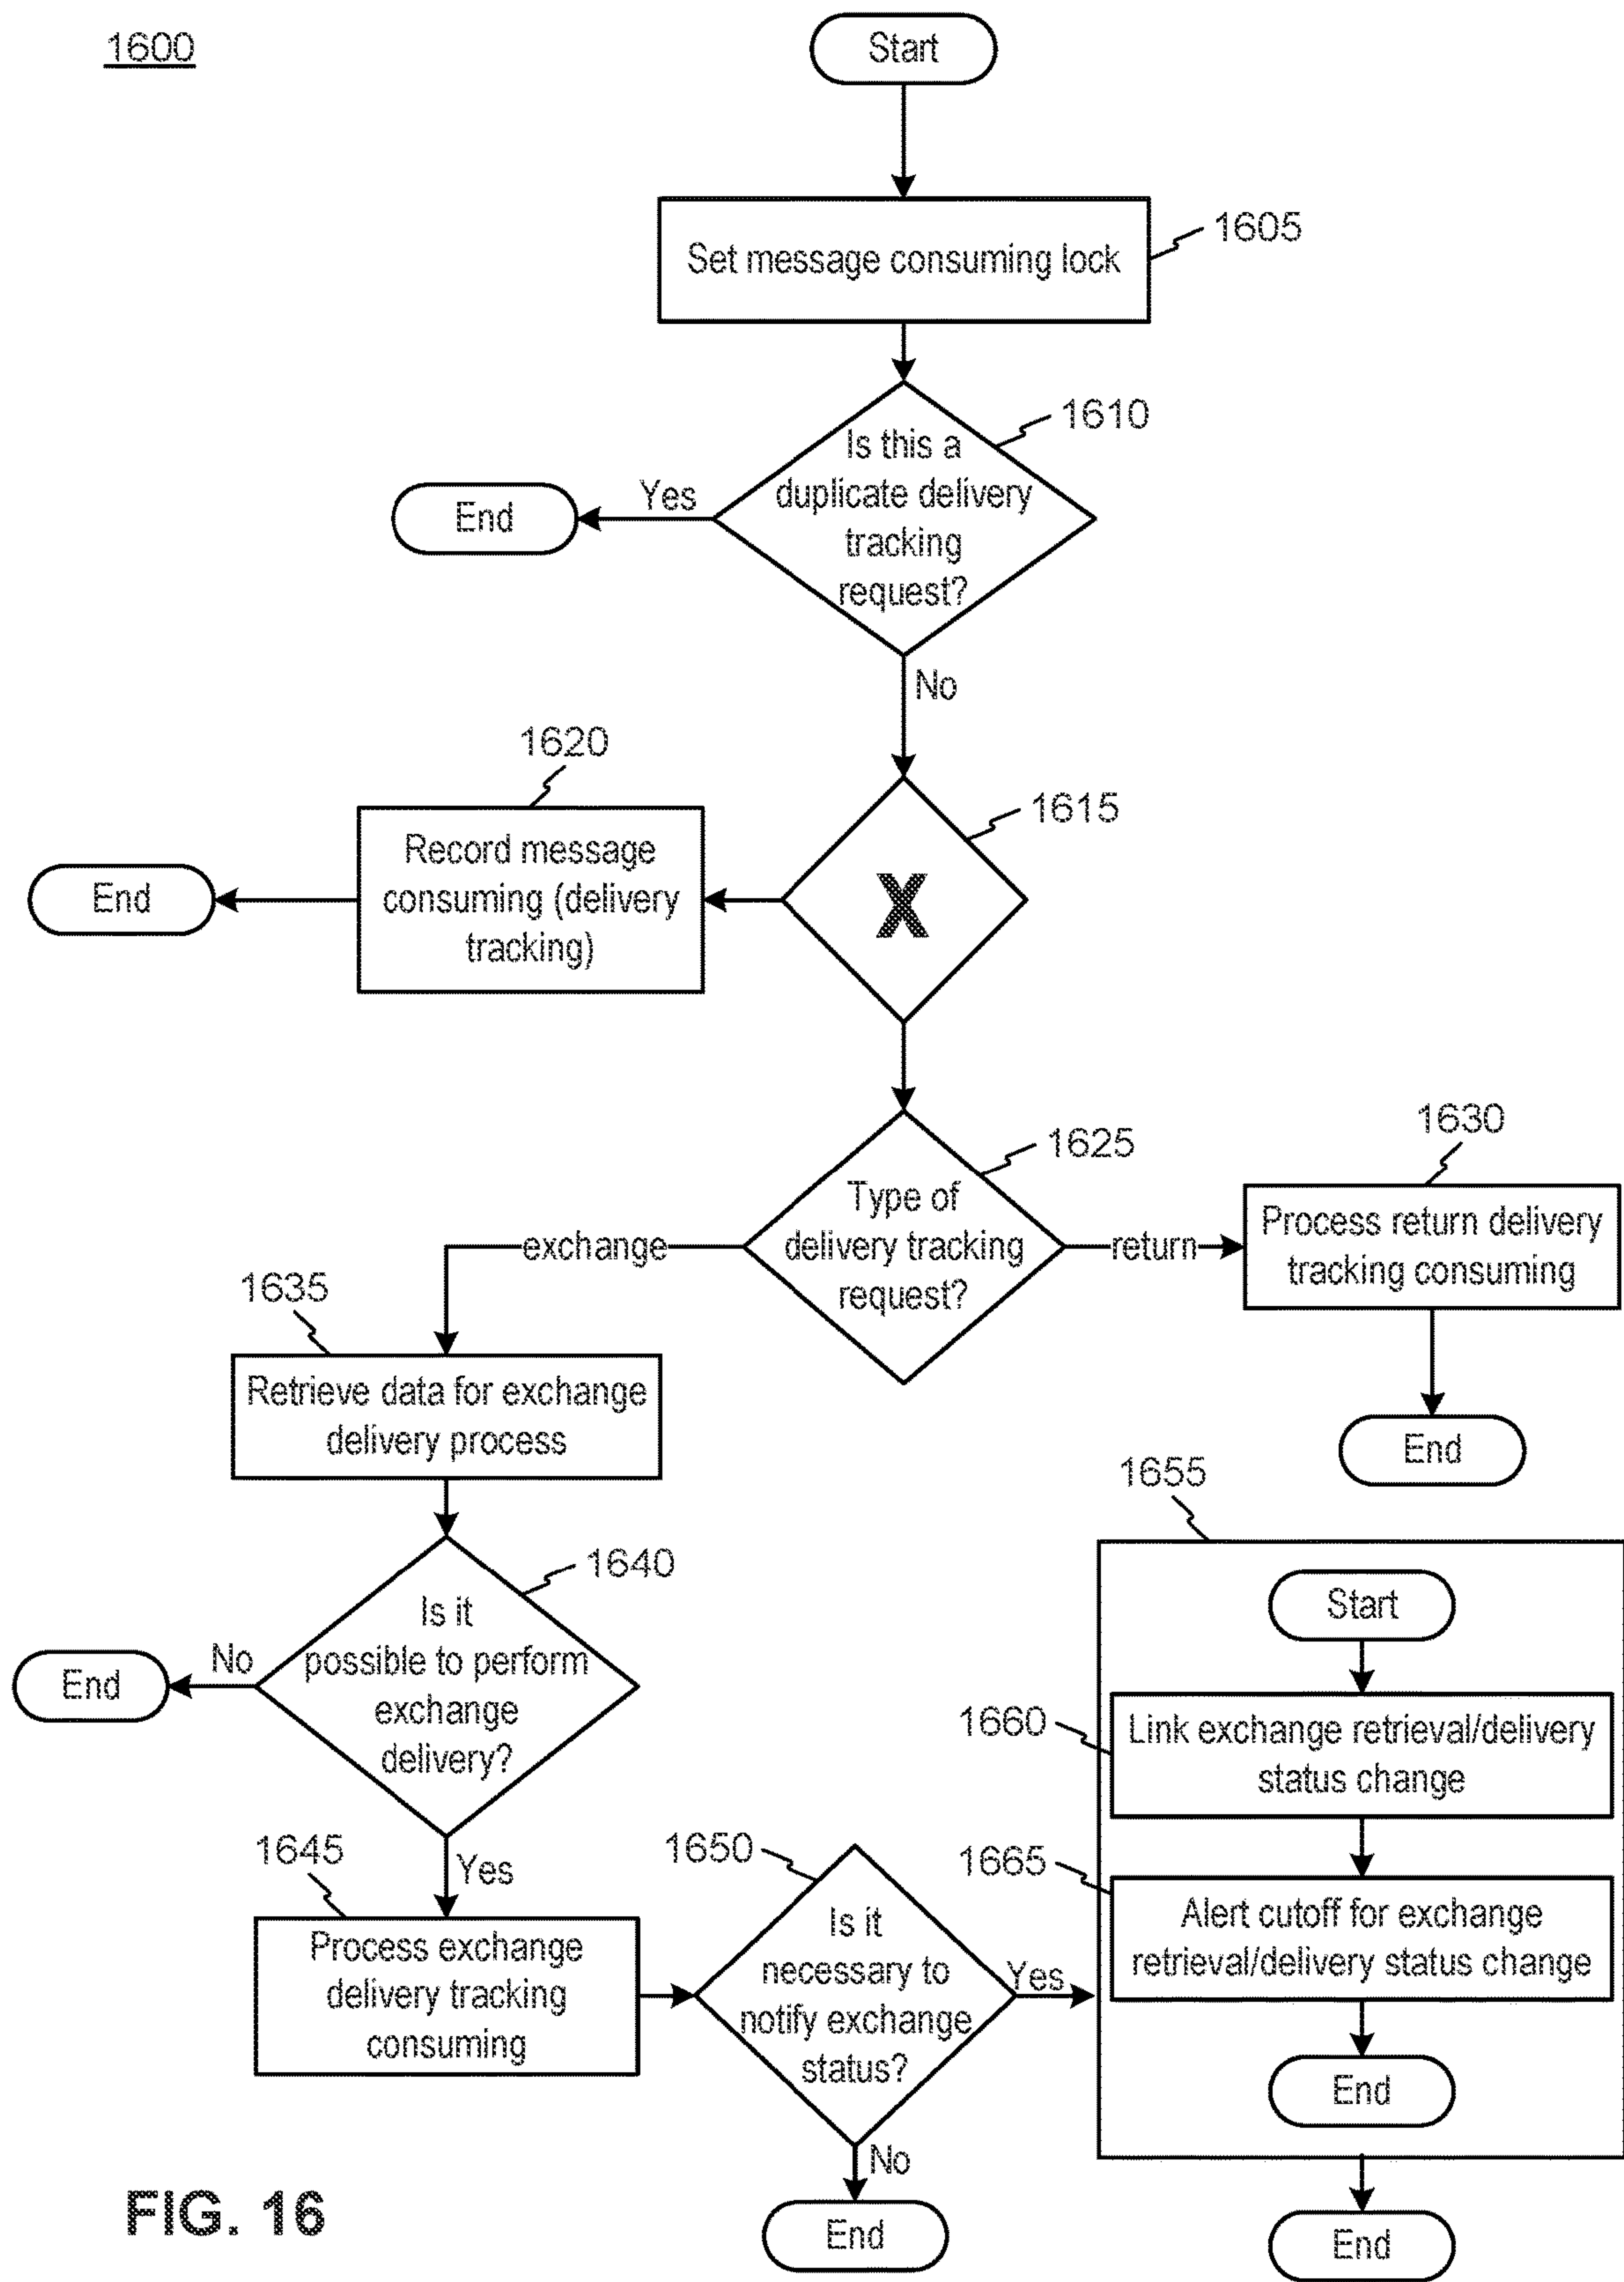 1600
Start
Set message consuming lock
1605
1610
Is this a
duplicate delivery
tracking
request?
Yes
End
No
1620
1615
Record message
consuming (delivery
tracking)
End
X
1625
1630
Type of
delivery tracking
request?
exchange
return
Process return delivery
tracking consuming
End
1635
Retrieve data for exchange
delivery process
1640
Is it
possible to perform
exchange
delivery?
No
End
Yes
1645
Process exchange
delivery tracking
consuming
1650
Is it
necessary to
notify exchange
status?
Yes
No
End
1655
Start
1660
Link exchange retrieval/delivery
status change
1665
Alert cutoff for exchange
retrieval/delivery status change
End
End
FIG. 16